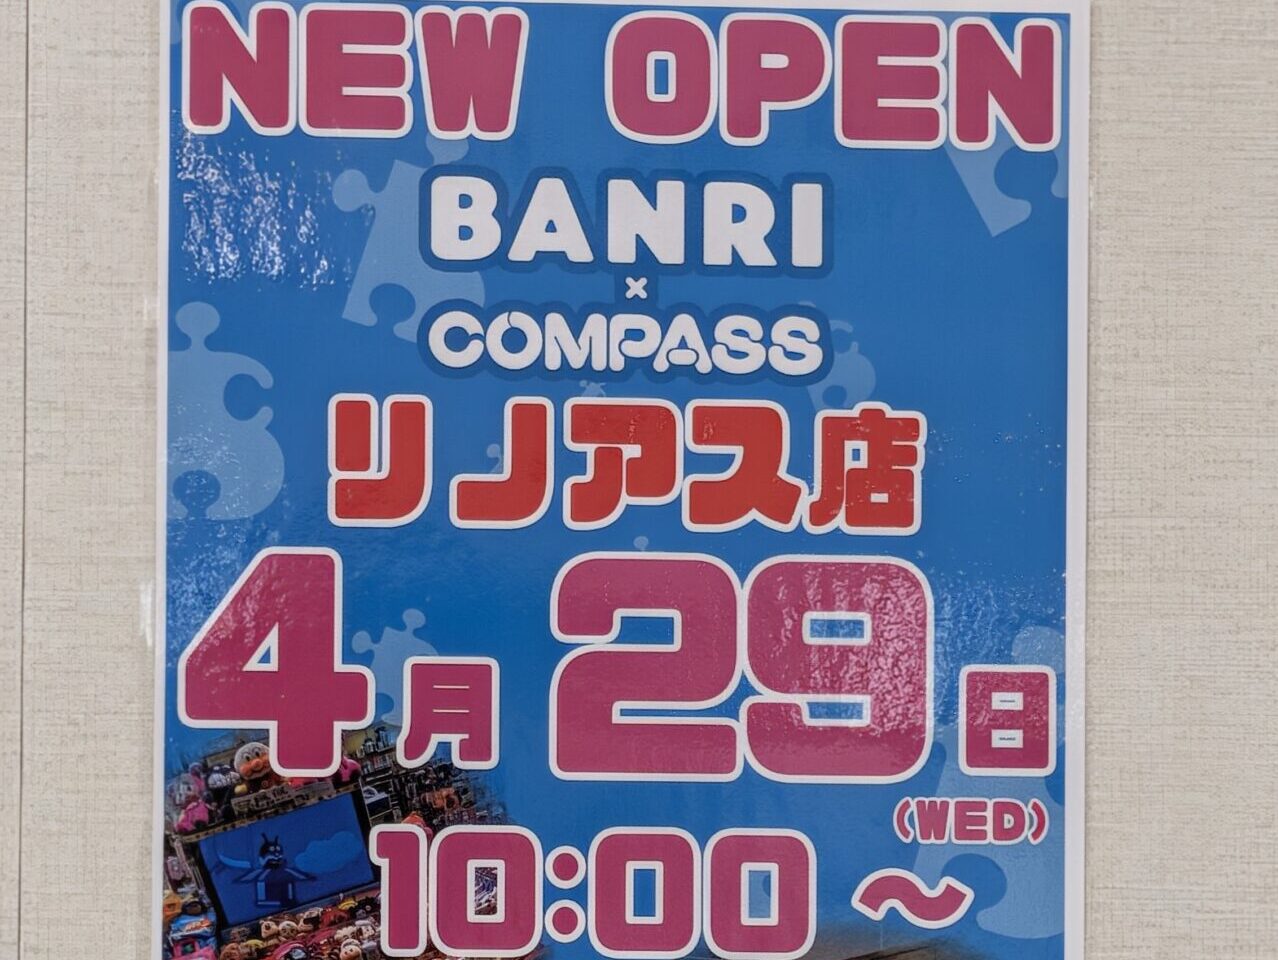 NEW OPEN
BANRI
×
COMPASS
リノアス店
4月29日
(WED)
10:00～